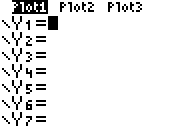 Plot1 Plot2 Plot3
\Y1=
\Y2=
\Y3=
\Y4=
\Y5=
\Y6=
\Y7=